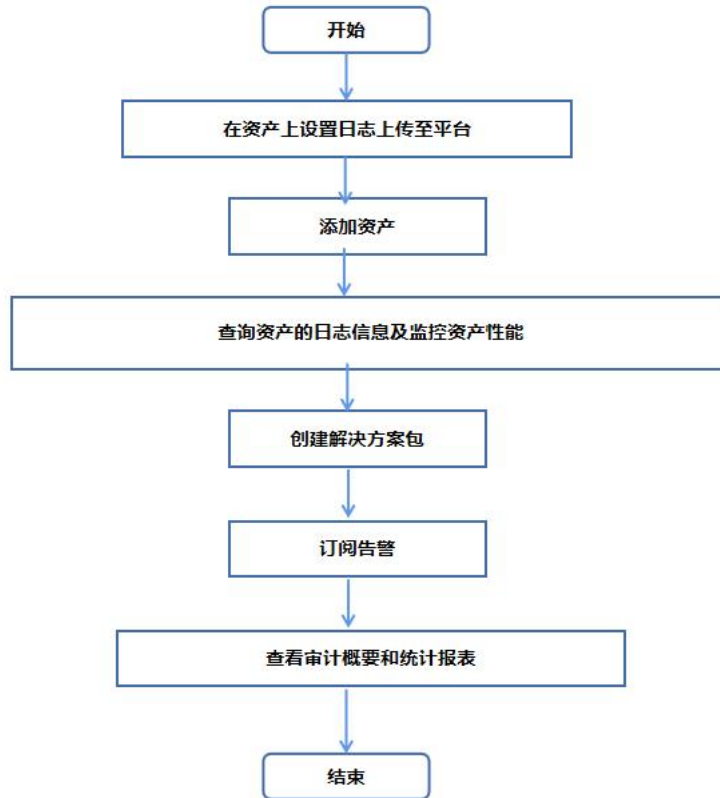 开始
在资产上设置日志上传至平台
添加资产
查询资产的日志信息及监控资产性能
创建解决方案包
订阅告警
查看审计概要和统计报表
结束